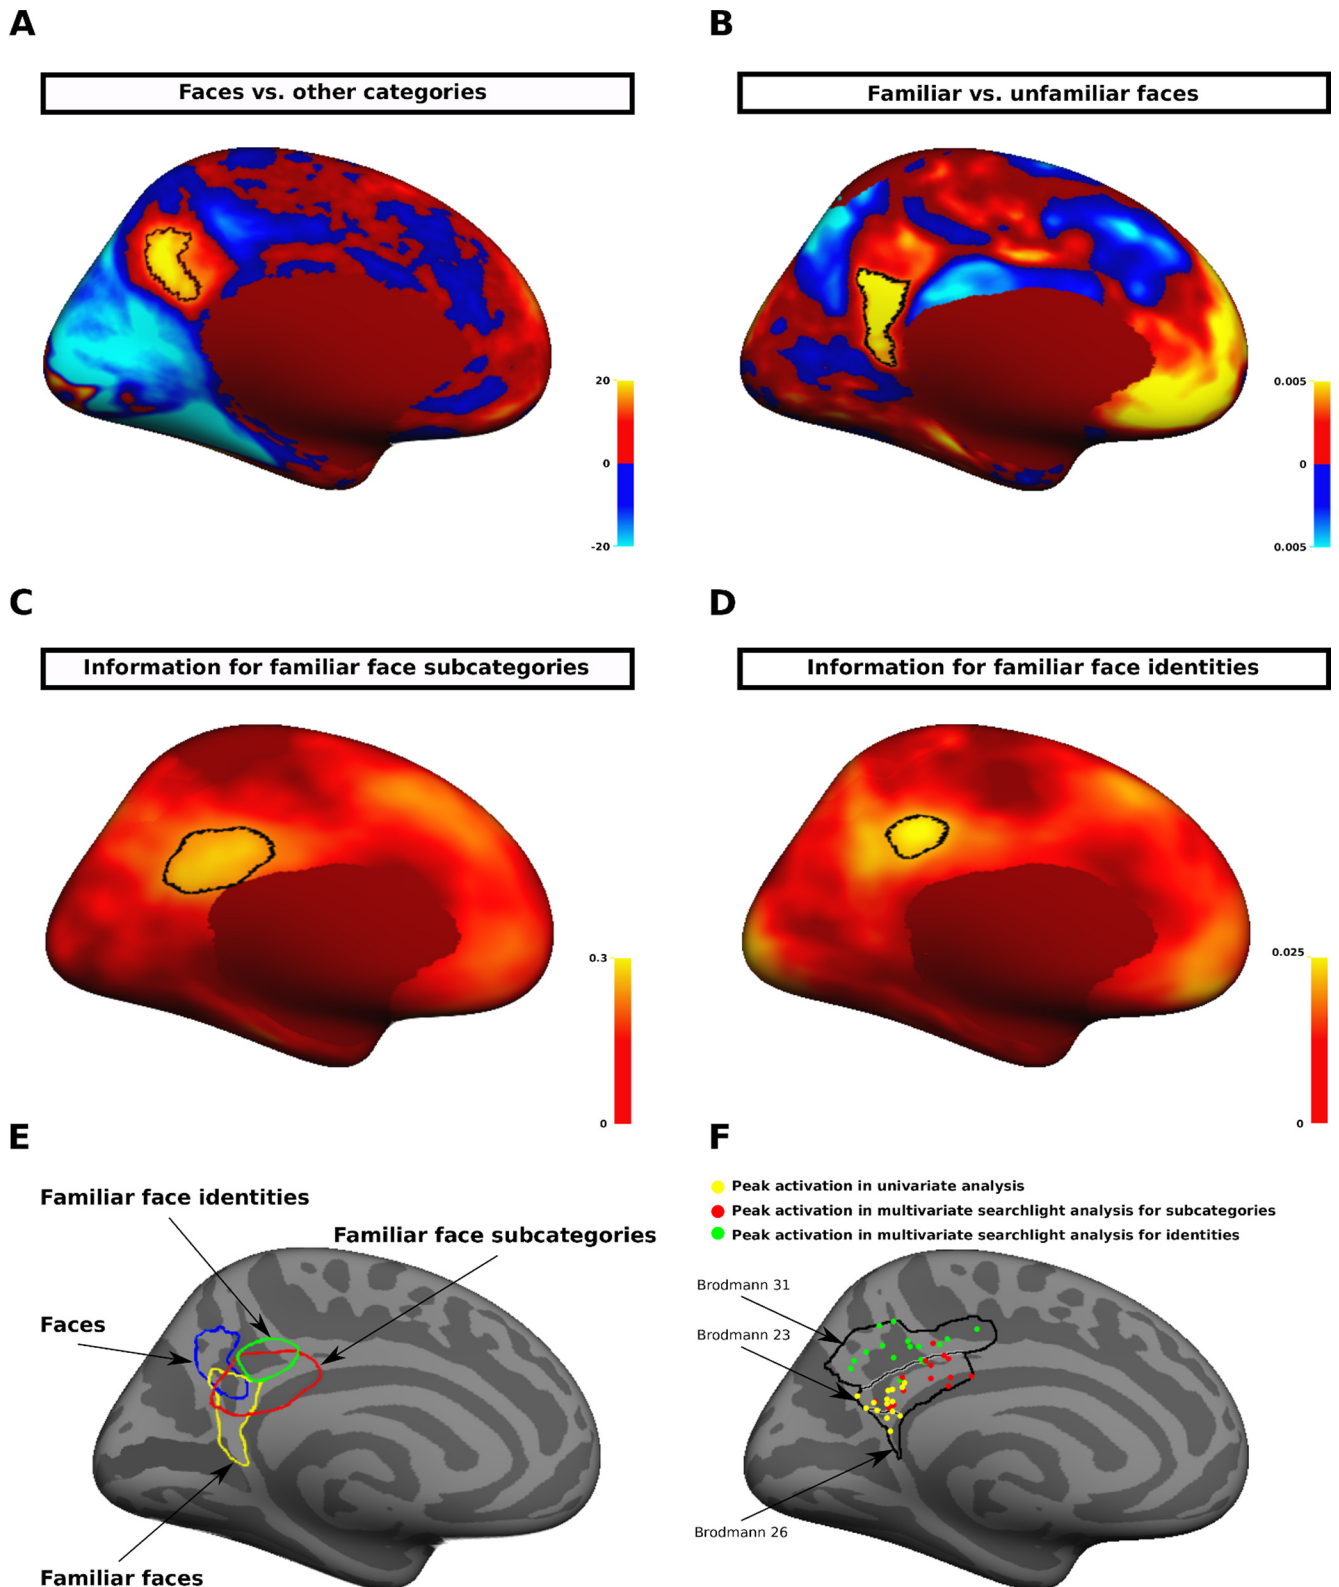 A
B
Faces vs. other categories
Familiar vs. unfamiliar faces
20
0
-20
0.005
0
0.005
C
D
Information for familiar face subcategories
Information for familiar face identities
0.3
0
0.025
0
E
F
Familiar face identities
Familiar face subcategories
Faces
Familiar faces
Peak activation in univariate analysis
Peak activation in multivariate searchlight analysis for subcategories
Peak activation in multivariate searchlight analysis for identities
Brodmann 31
Brodmann 23
Brodmann 26